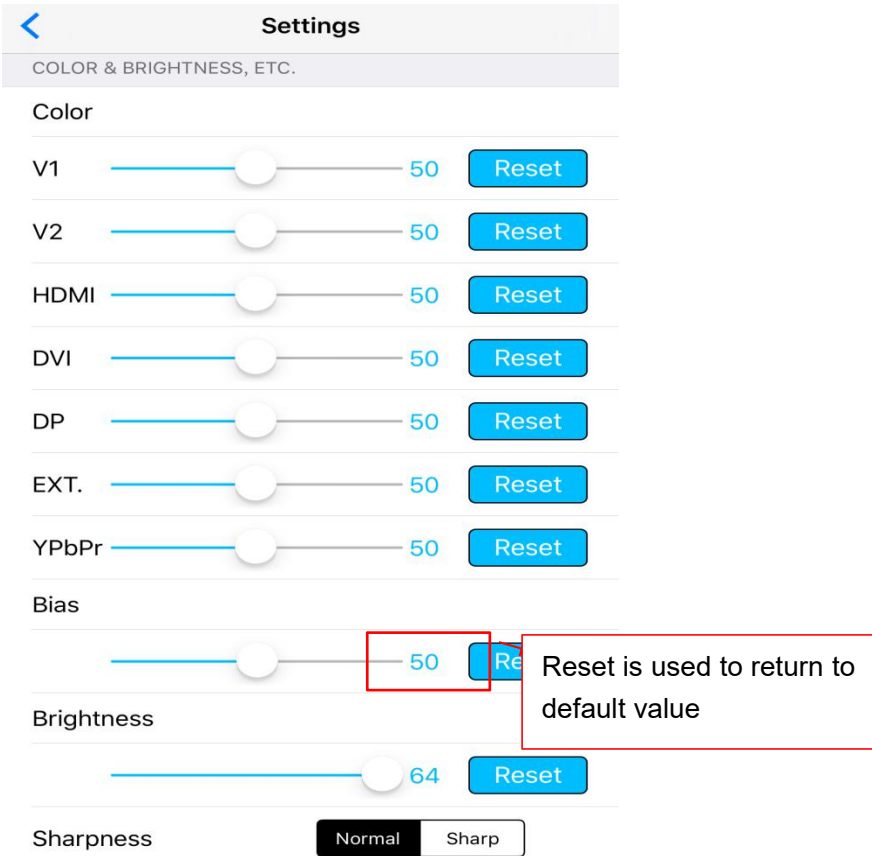 Settings
COLOR & BRIGHTNESS, ETC.
Color
V1 50 Reset
V2 50 Reset
HDMI 50 Reset
DVI 50 Reset
DP 50 Reset
EXT. 50 Reset
YPbPr 50 Reset
Bias
50 Re
Reset is used to return to
default value
Brightness
64 Reset
Sharpness Normal Sharp